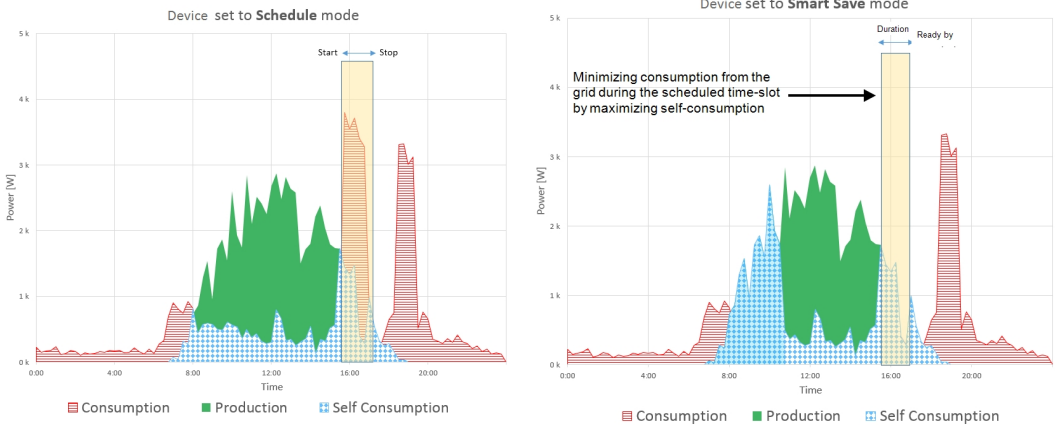 Device set to Schedule mode
5 k
4 k
3 k
2 k
1 k
0 k
Power [W]
Start
Stop
0:00
4:00
8:00
12:00
16:00
20:00
Time
Consumption
Production
Self Consumption
Device set to Smart Save mode
5 k
4 k
3 k
2 k
1 k
0 k
Power [W]
Duration
Ready by
Minimizing consumption from the
grid during the scheduled time-slot
by maximizing self-consumption
0:00
4:00
8:00
12:00
16:00
20:00
Time
Consumption
Production
Self Consumption